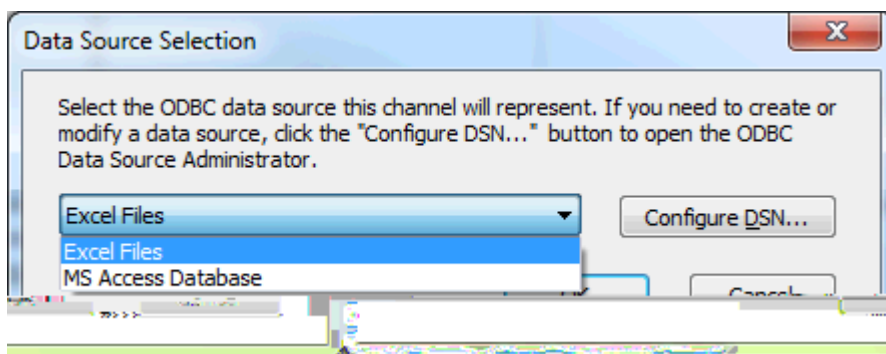 Data Source Selection
Select the ODBC data source this channel will represent. If you need to create or
modify a data source, click the "Configure DSN..." button to open the ODBC
Data Source Administrator.
Excel Files
Configure DSN...
Excel Files
MS Access Database